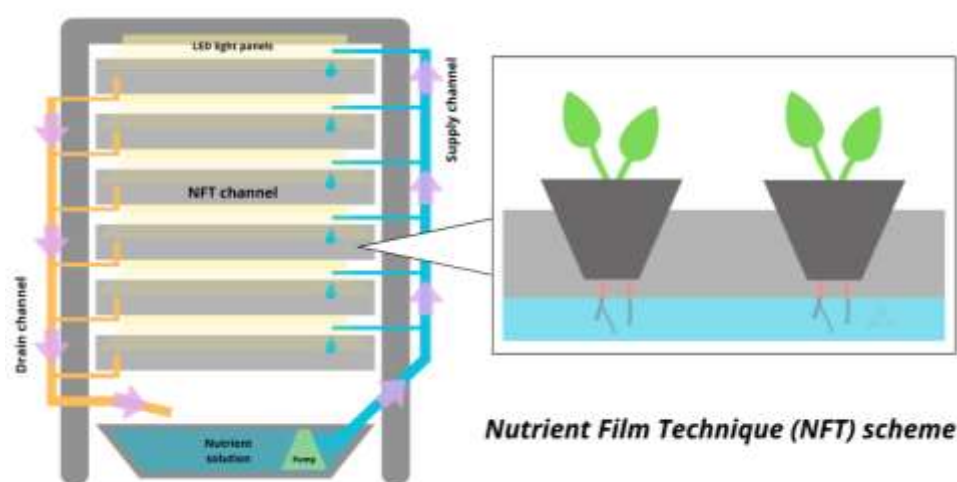 LED light panels
Supply channel
NFT channel
Drain channel
Nutrient
solution
Pump
Nutrient Film Technique (NFT) scheme